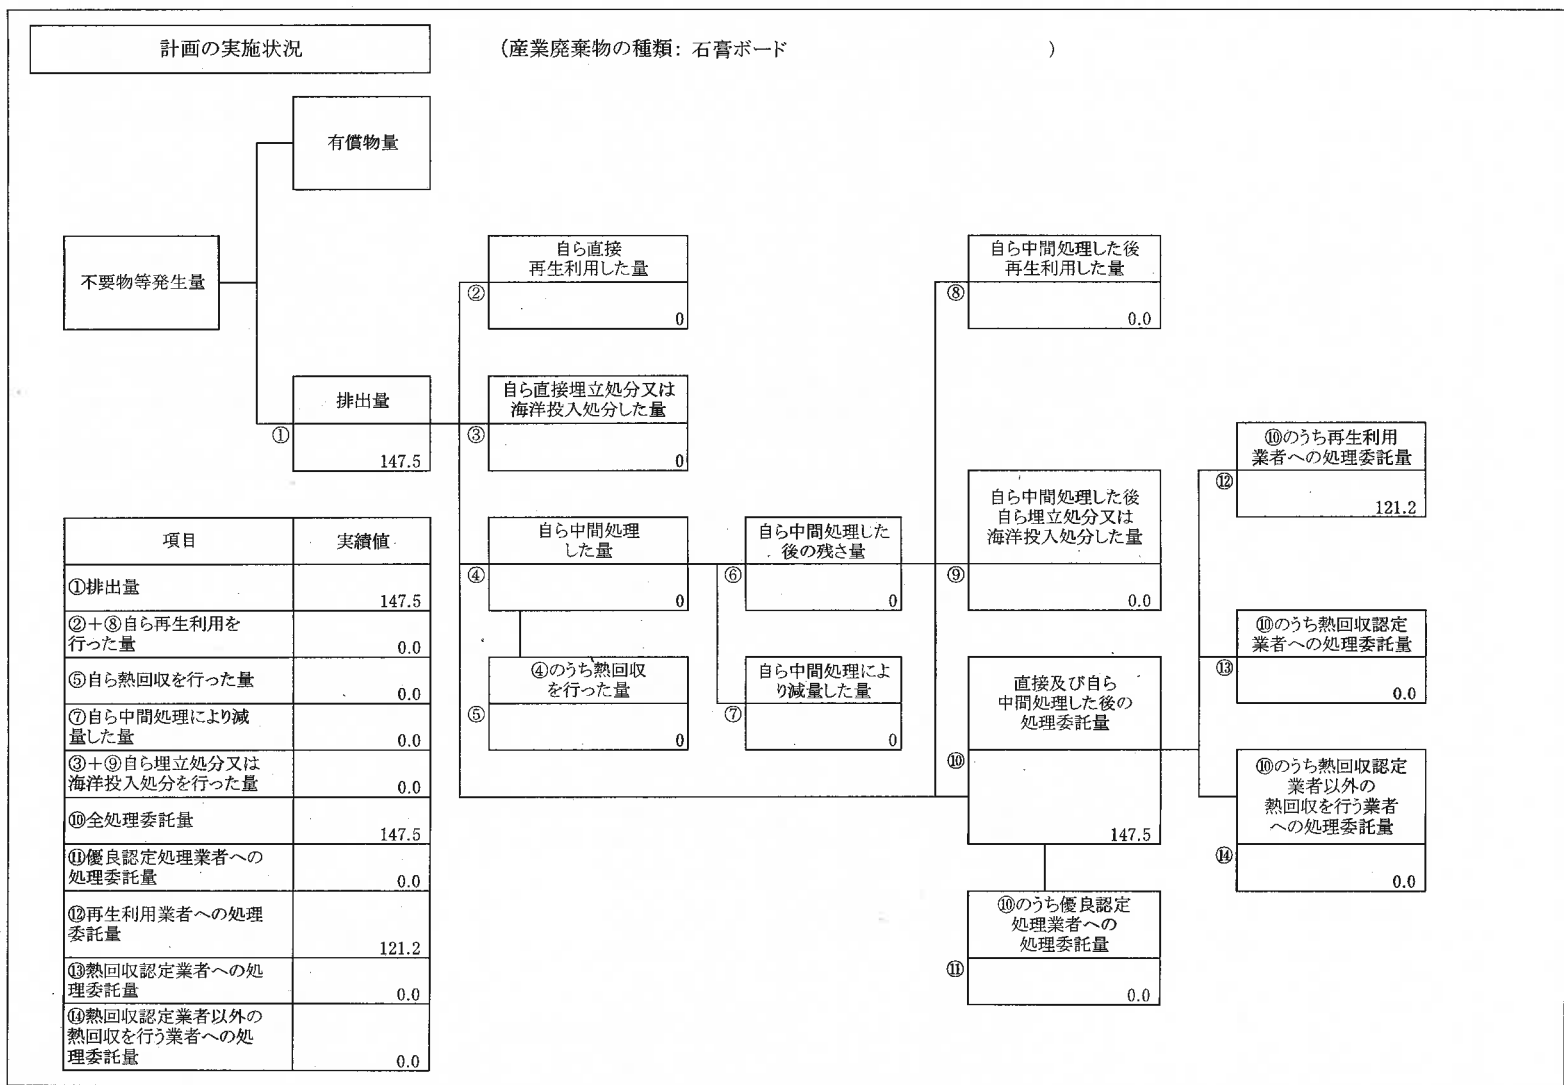 計画の実施状況
(産業廃棄物の種類: 石膏ボード )
有償物量
不要物等発生量
排出量
①
147.5
自ら直接
再生利用した量
②
0
自ら直接埋立処分又は
海洋投入処分した量
③
0
自ら中間処理
した量
④
0
④のうち熱回収
を行った量
⑤
0
自ら中間処理した
後の残さ量
⑥
0
自ら中間処理によ
り減量した量
⑦
0
自ら中間処理した後
再生利用した量
⑧
0.0
自ら中間処理した後
自ら埋立処分又は
海洋投入処分した量
⑨
0.0
直接及び自ら
中間処理した後の
処理委託量
⑩
147.5
⑩のうち優良認定
処理業者への
処理委託量
⑪
0.0
⑩のうち再生利用
業者への処理委託量
⑫
121.2
⑩のうち熱回収認定
業者への処理委託量
⑬
0.0
⑩のうち熱回収認定
業者以外の
熱回収を行う業者
への処理委託量
⑭
0.0
項目 実績値
①排出量
147.5
②+⑧自ら再生利用を
行った量
0.0
⑤自ら熱回収を行った量
0.0
⑦自ら中間処理により減
量した量
0.0
③+⑨自ら埋立処分又は
海洋投入処分を行った量
0.0
⑩全処理委託量
147.5
⑪優良認定処理業者への
処理委託量
0.0
⑫再生利用業者への処理
委託量
121.2
⑬熱回収認定業者への処
理委託量
0.0
⑭熱回収認定業者以外の
熱回収を行う業者への処
理委託量
0.0